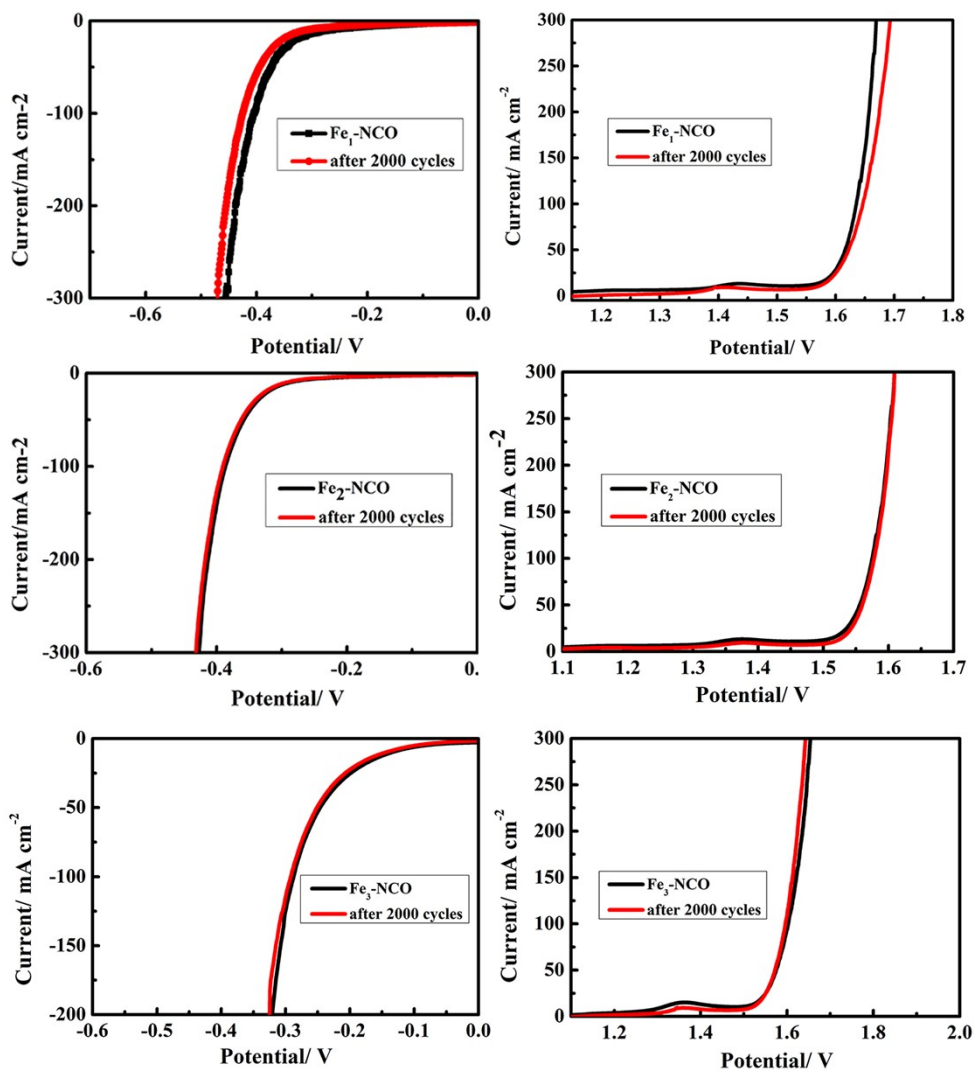 0
-100
-200
-300
-0.6
-0.4
-0.2
0.0
Current/mA cm-2
Potential/ V
Fe₁-NCO
after 2000 cycles
300
250
200
150
100
50
0
1.2
1.3
1.4
1.5
1.6
1.7
1.8
Current/ mA cm⁻²
Potential/ V
Fe₁-NCO
after 2000 cycles
0
-100
-200
-300
-0.6
-0.4
-0.2
0.
Current/mA cm-2
Potential/ V
Fe2-NCO
after 2000 cycles
300
250
200
150
100
50
0
1.1
1.2
1.3
1.4
1.5
1.6
1.7
Current/ mA cm-2
Potential/ V
Fe₂-NCO
after 2000 cycles
0
-50
-100
-150
-200
-0.6
-0.5
-0.4
-0.3
-0.2
-0.1
0.0
Current/ mA cm⁻²
Potential/ V
Fe₃-NCO
after 2000 cycles
300
250
200
150
100
50
0
1.2
1.4
1.6
1.8
2.0
Current/ mA cm⁻²
Potential/ V
Fe₃-NCO
after 2000 cycles